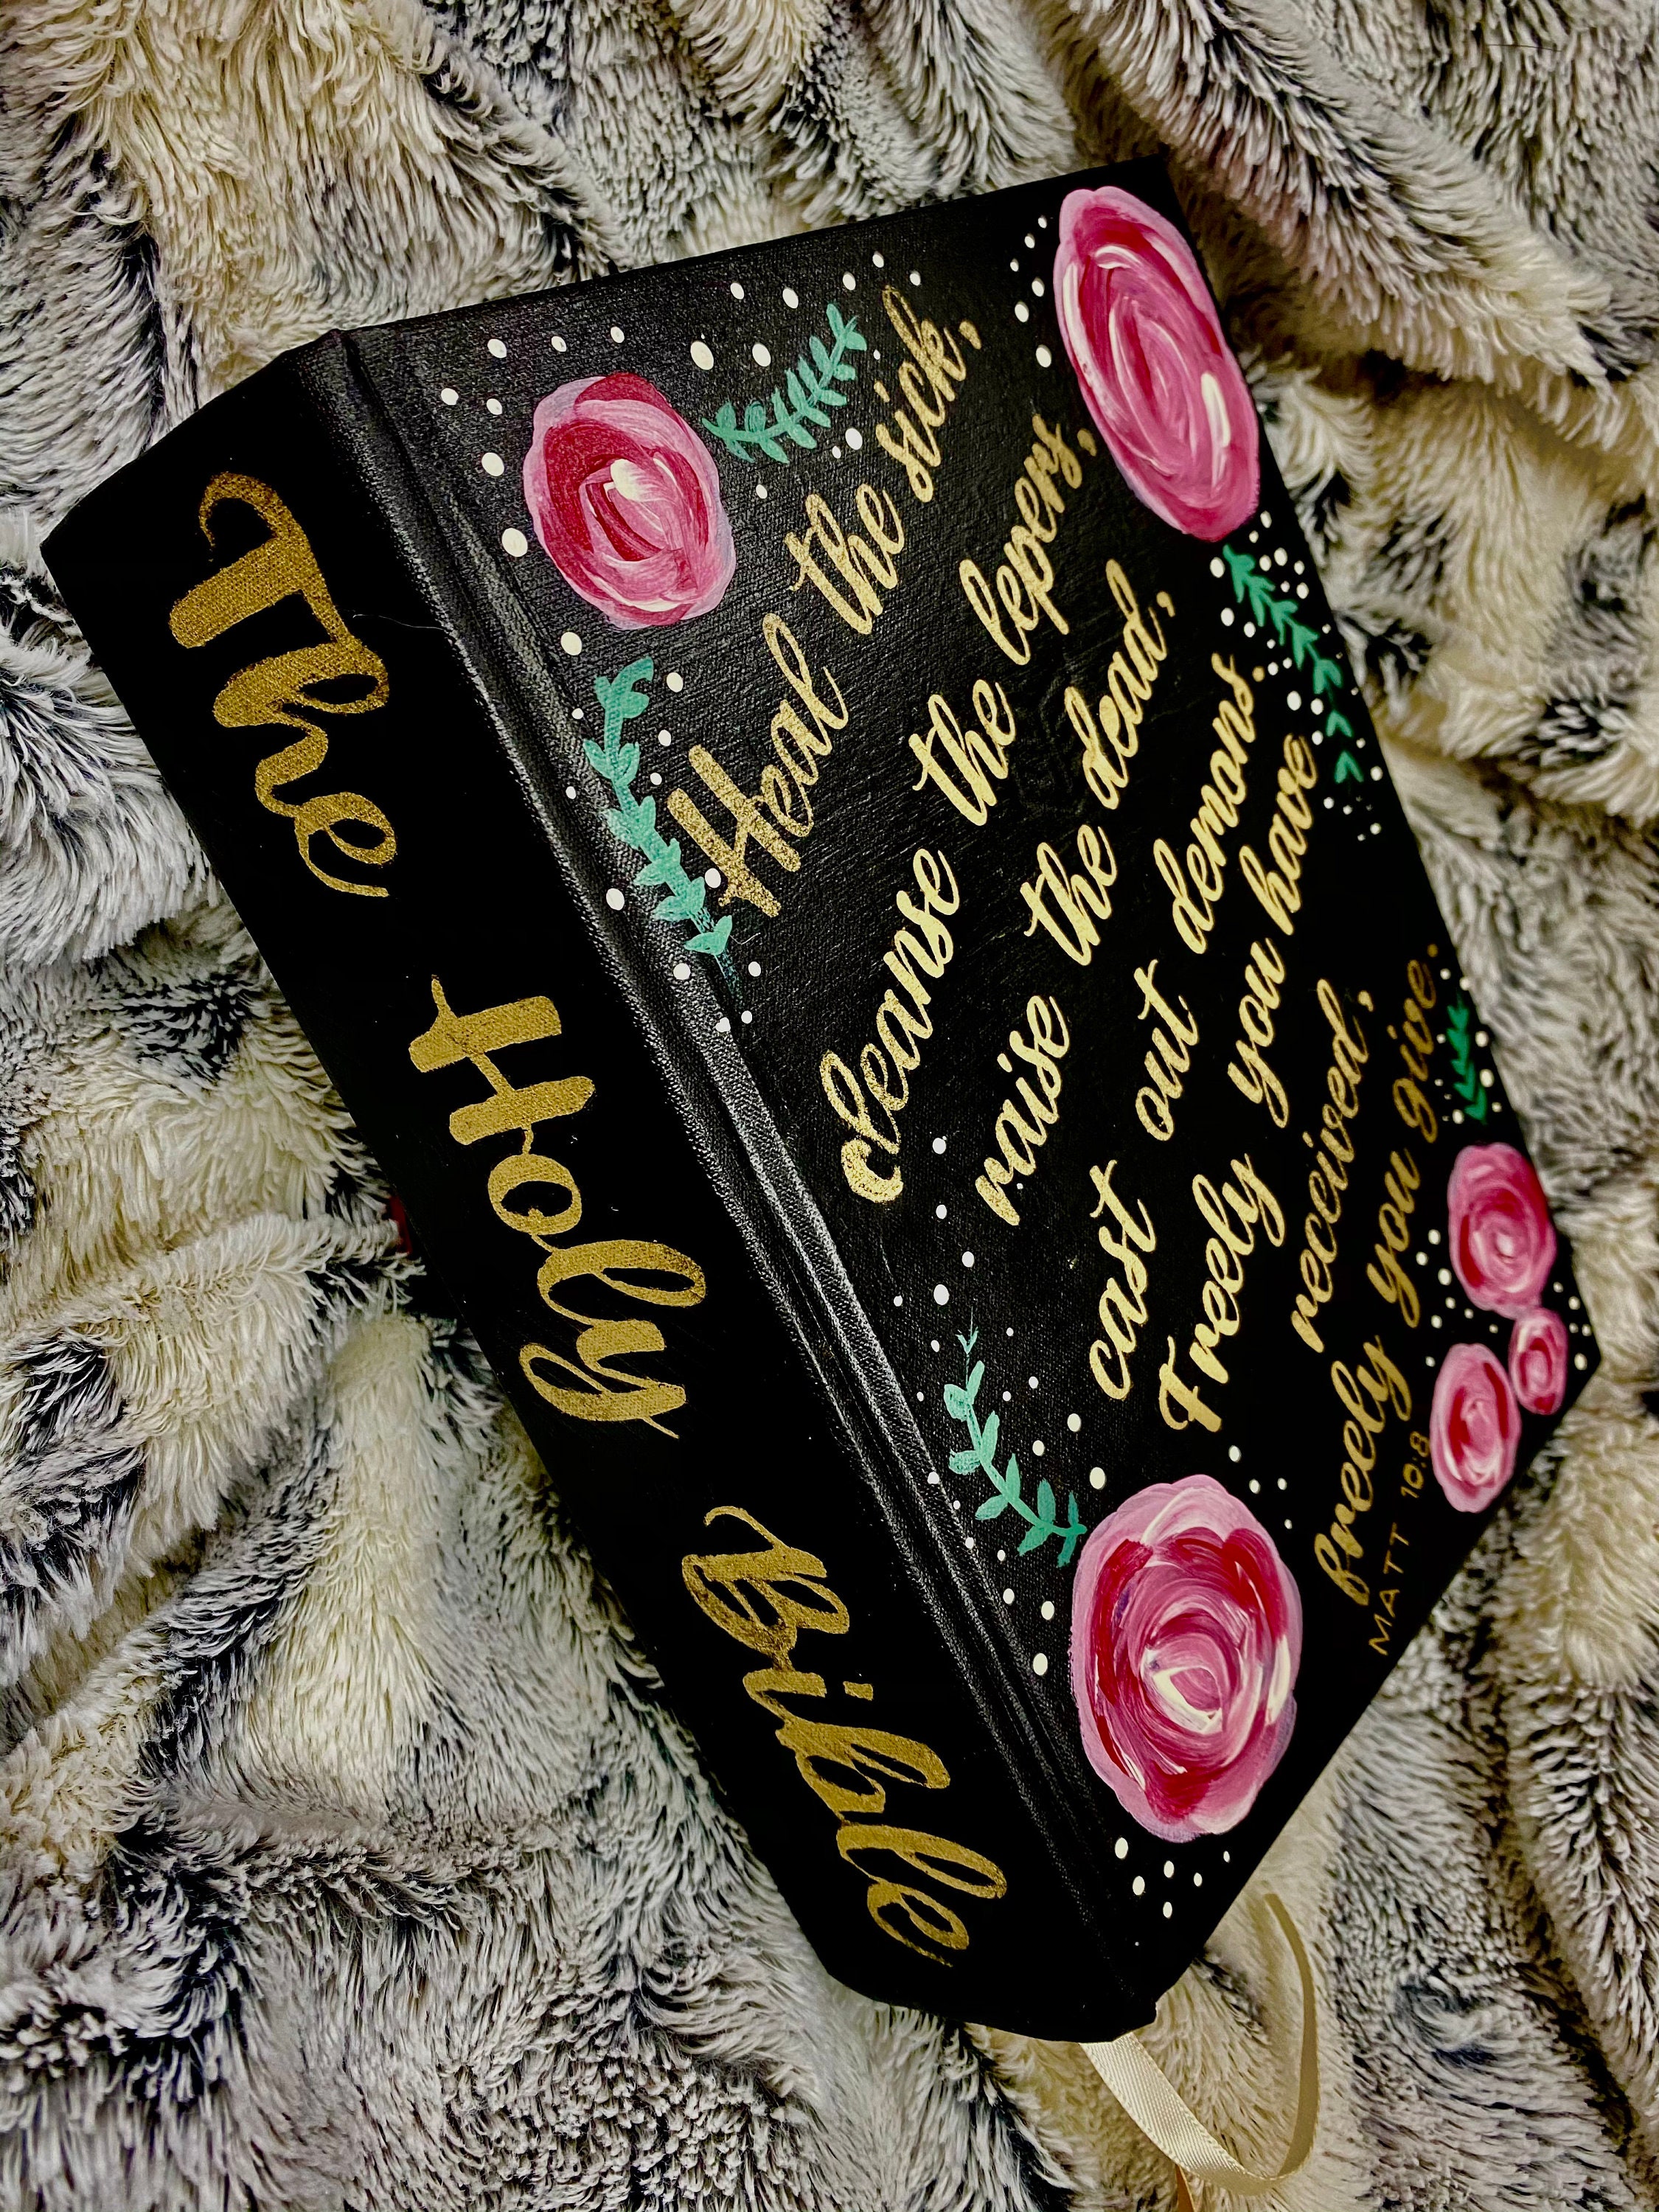 The Holy Bible
Heal the sick,
cleanse the lepers,
raise the dead,
cast out demons.
Freely you have
received,
freely you give.
MATT 10:8